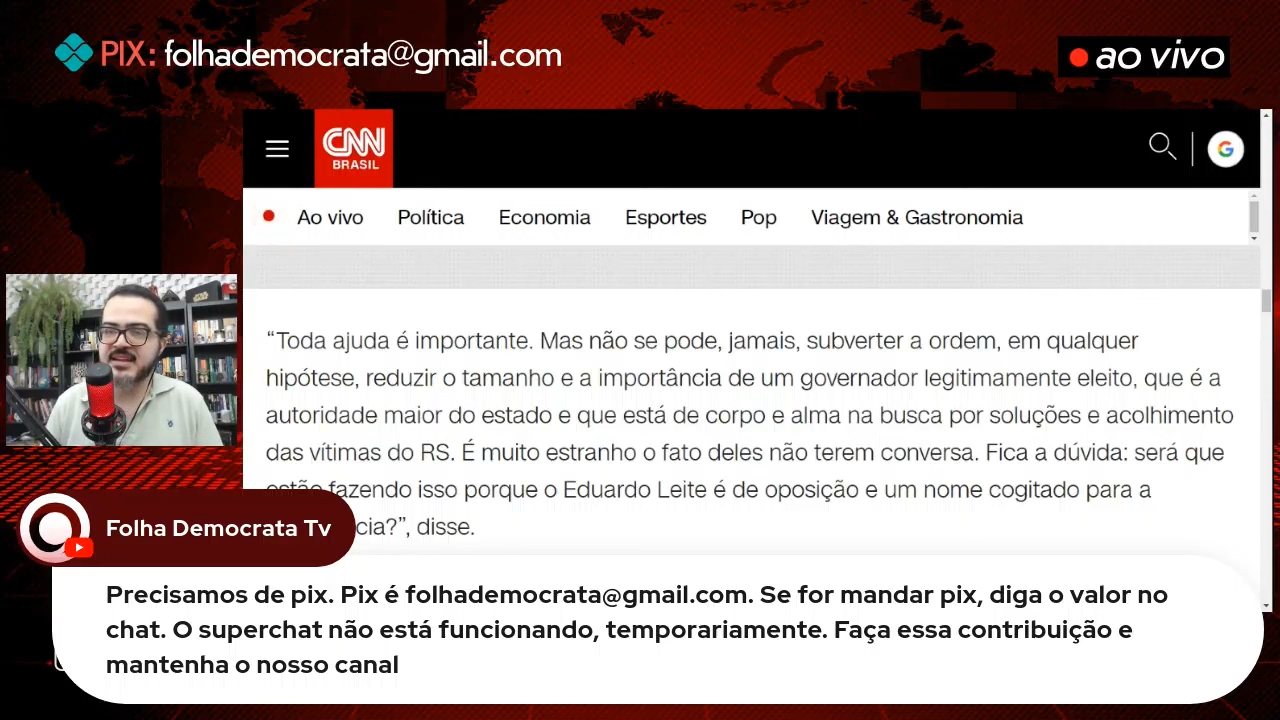 PIX: folhademocrata@gmail.com
ao vivo
CNN
BRASIL
G
Ao vivo Política Economia Esportes Pop Viagem & Gastronomia
“Toda ajuda é importante. Mas não se pode, jamais, subverter a ordem, em qualquer
hipótese, reduzir o tamanho e a importância de um governador legitimamente eleito, que é a
autoridade maior do estado e que está de corpo e alma na busca por soluções e acolhimento
das vítimas do RS. É muito estranho o fato deles não terem conversa. Fica a dúvida: será que
estão fazendo isso porque o Eduardo Leite é de oposição e um nome cogitado para a
cia?”, disse.
Folha Democrata Tv
Precisamos de pix. Pix é folhademocrata@gmail.com. Se for mandar pix, diga o valor no
chat. O superchat não está funcionando, temporariamente. Faça essa contribuição e
mantenha o nosso canal